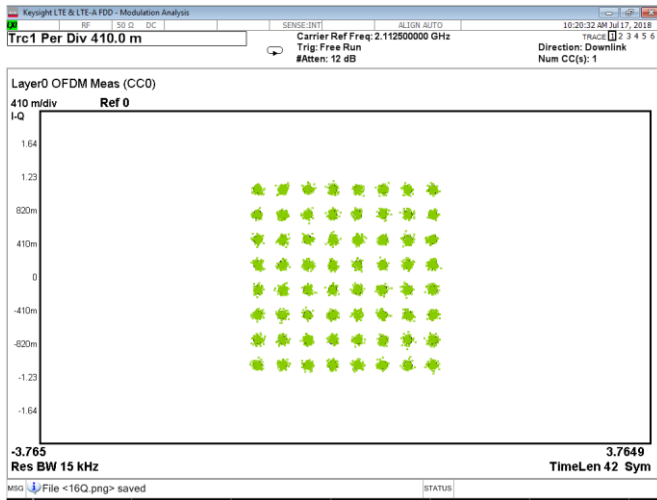 Keysight LTE & LTE-A FDD - Modulation Analysis
RF 50 Ω DC SENSE:INT ALIGN AUTO 10:20:32 AM Jul 17, 2018
Trc1 Per Div 410.0 m
Carrier Ref Freq: 2.112500000 GHz
TRACE 1 2 3 4 5 6
Trig: Free Run
Direction: Downlink
#Atten: 12 dB
Num CC(s): 1
Layer0 OFDM Meas (CC0)
410 m/div Ref 0
I-Q
1.64
1.23
820m
410m
0
-410m
-820m
-1.23
-1.64
-3.765 3.7649
Res BW 15 kHz TimeLen 42 Sym
MSG File <16Q.png> saved STATUS